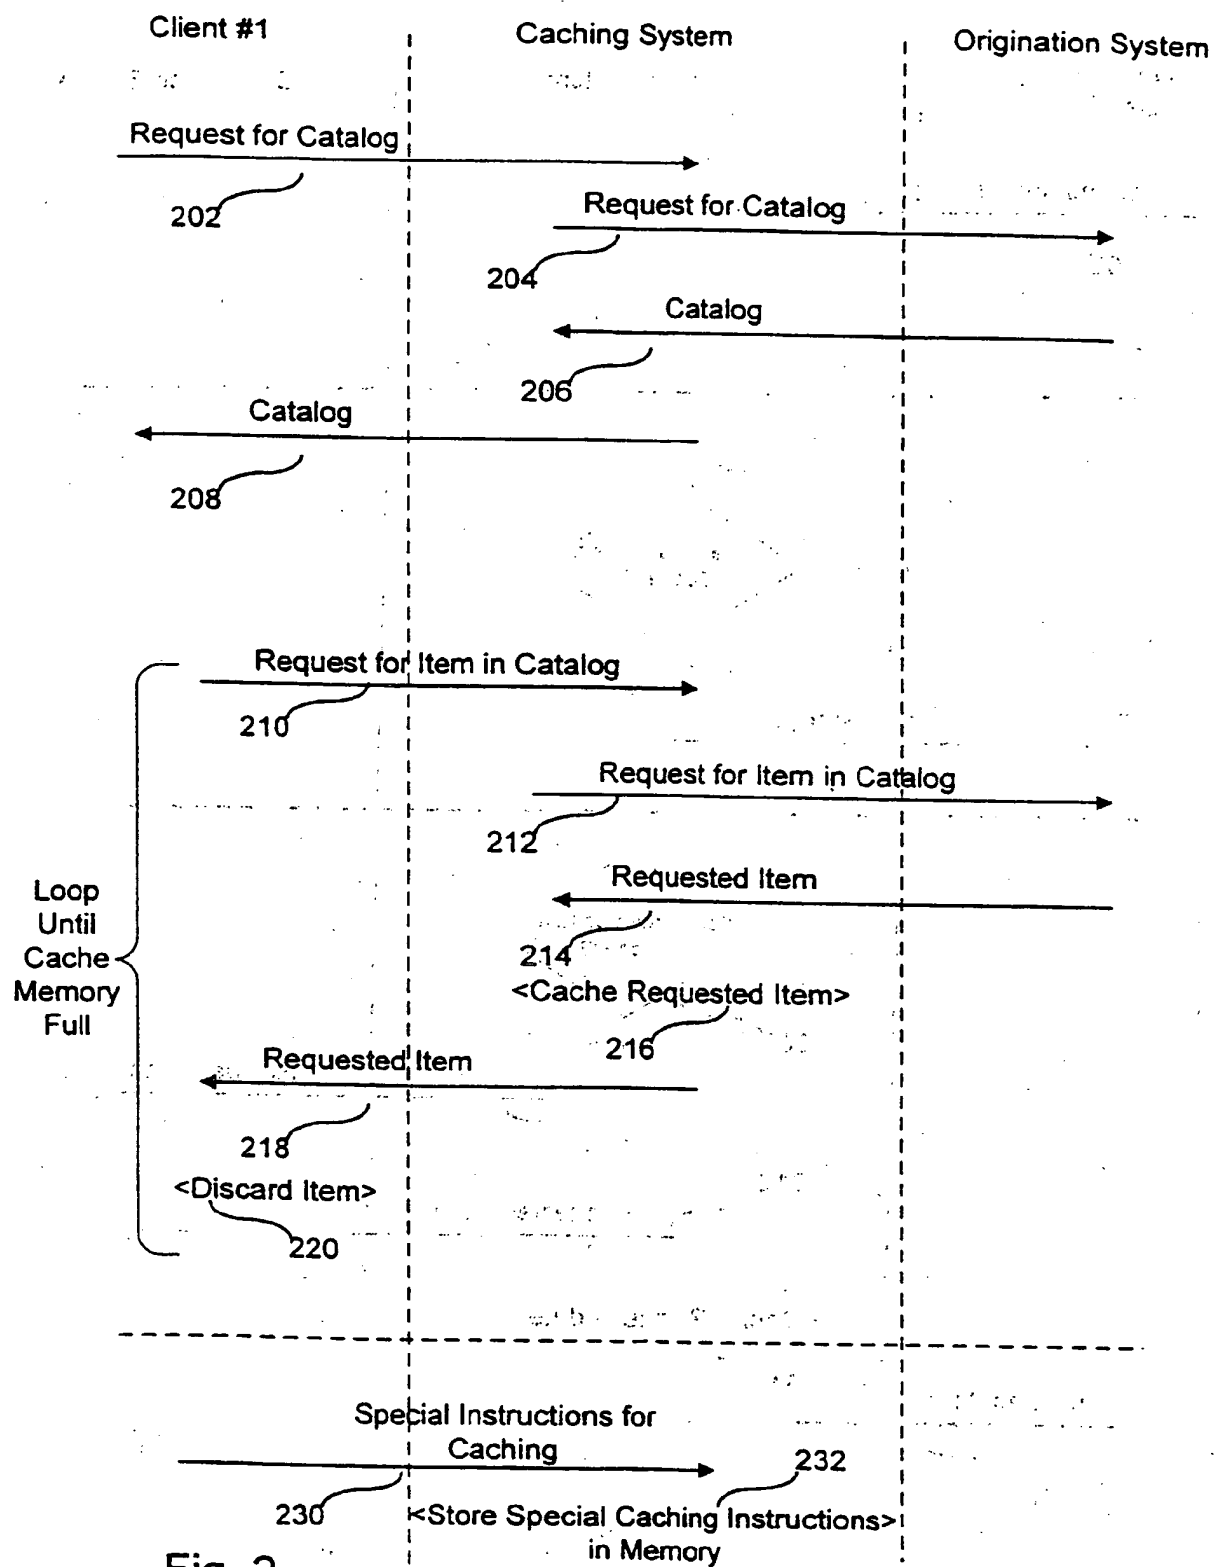 Client #1
Caching System
Origination System
Request for Catalog
202
Request for Catalog
204
Catalog
206
Catalog
208
Request for Item in Catalog
210
Request for Item in Catalog
212
Requested Item
214
<Cache Requested Item>
216
Loop
Until
Cache
Memory
Full
Requested Item
218
<Discard Item>
220
Special Instructions for
Caching
232
230
<Store Special Caching Instructions>
in Memory
Fig. 2